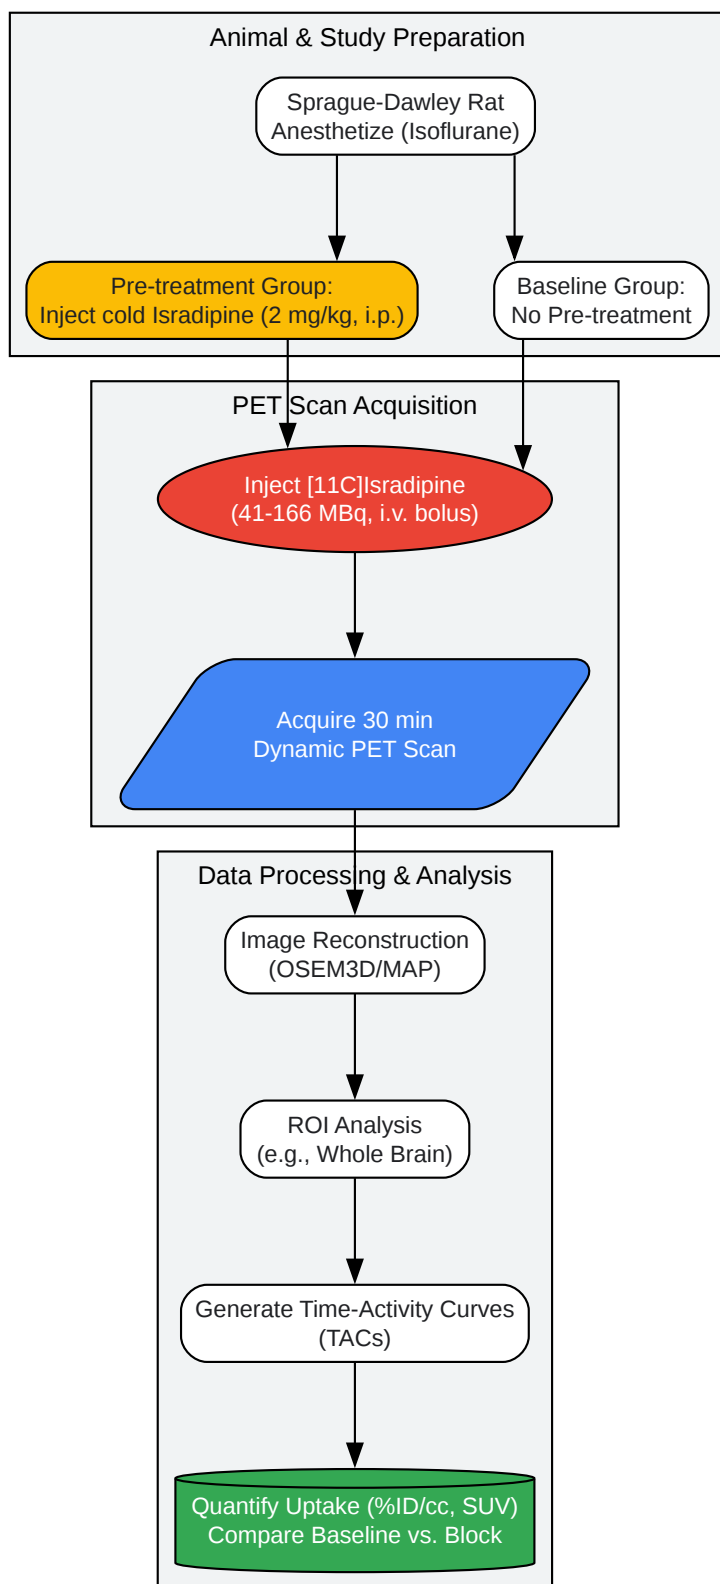 Animal & Study Preparation
Sprague-Dawley Rat
Anesthetize (Isoflurane)
Pre-treatment Group:
Inject cold Isradipine (2 mg/kg, i.p.)
Baseline Group:
No Pre-treatment
PET Scan Acquisition
Inject [11C]Isradipine
(41-166 MBq, i.v. bolus)
Acquire 30 min
Dynamic PET Scan
Data Processing & Analysis
Image Reconstruction
(OSEM3D/MAP)
ROI Analysis
(e.g., Whole Brain)
Generate Time-Activity Curves
(TACs)
Quantify Uptake (%ID/cc, SUV)
Compare Baseline vs. Block